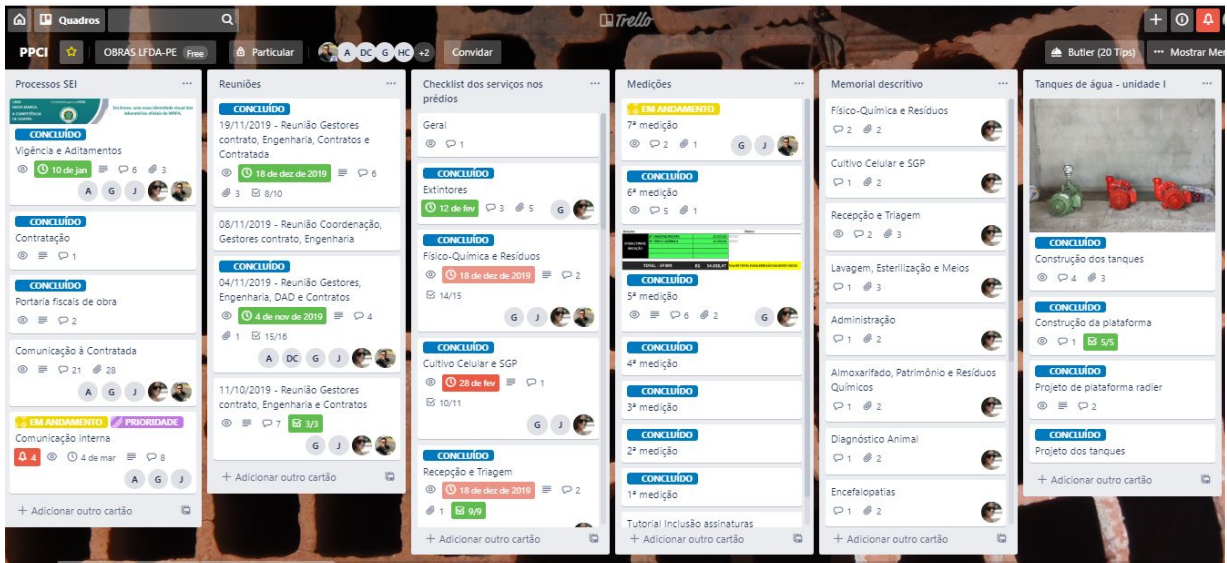 Quadros
Trello
PPCI
OBRAS LFDA-PE Free
Particular
A DC G HC +2
Convidar
Butler (20 Tips)
Mostrar Me
Processos SEI
CONCLUÍDO
Vigência e Aditamentos
10 de jan 6 3
A G J
CONCLUÍDO
Contratação
1
CONCLUÍDO
Portaria fiscais de obra
2
Comunicação à Contratada
21 28
A G J
EM ANDAMENTO PRIORIDADE
Comunicação interna
4 4 de mar 8
A G J
+ Adicionar outro cartão
Reuniões
CONCLUÍDO
19/11/2019 - Reunião Gestores
contrato, Engenharia, Contratos e
Contratada
18 de dez de 2019 6
3 8/10
08/11/2019 - Reunião Coordenação,
Gestores contrato, Engenharia
CONCLUÍDO
04/11/2019 - Reunião Gestores,
Engenharia, DAD e Contratos
4 de nov de 2019 4
1 15/16
A DC G J
11/10/2019 - Reunião Gestores
contrato, Engenharia e Contratos
7 3/3
G J
+ Adicionar outro cartão
Checklist dos serviços nos
prédios
Geral
1
CONCLUÍDO
Extintores
12 de fev 3 5 G
CONCLUÍDO
Físico-Química e Resíduos
18 de dez de 2019 2
14/15
G J
CONCLUÍDO
Cultivo Celular e SGP
28 de fev 1
10/11
G J
CONCLUÍDO
Recepção e Triagem
18 de dez de 2019 2
1 9/9
+ Adicionar outro cartão
Medições
EM ANDAMENTO
7ª medição
2 1 G J
CONCLUÍDO
6ª medição
5 1
CONCLUÍDO
5ª medição
6 2 G
CONCLUÍDO
4ª medição
CONCLUÍDO
3ª medição
CONCLUÍDO
2ª medição
CONCLUÍDO
1ª medição
Tutorial Inclusão assinaturas
+ Adicionar outro cartão
Memorial descritivo
Físico-Química e Resíduos
2 2
Cultivo Celular e SGP
1 2
Recepção e Triagem
2 3
Lavagem, Esterilização e Meios
1 3
Administração
1 2
Almoxarifado, Patrimônio e Resíduos
Químicos
1 2
Diagnóstico Animal
1 2
Encefalopatias
1 2
+ Adicionar outro cartão
Tanques de água - unidade I
CONCLUÍDO
Construção dos tanques
4 3
CONCLUÍDO
Construção da plataforma
1 5/5
CONCLUÍDO
Projeto de plataforma radier
2
CONCLUÍDO
Projeto dos tanques
+ Adicionar outro cartão